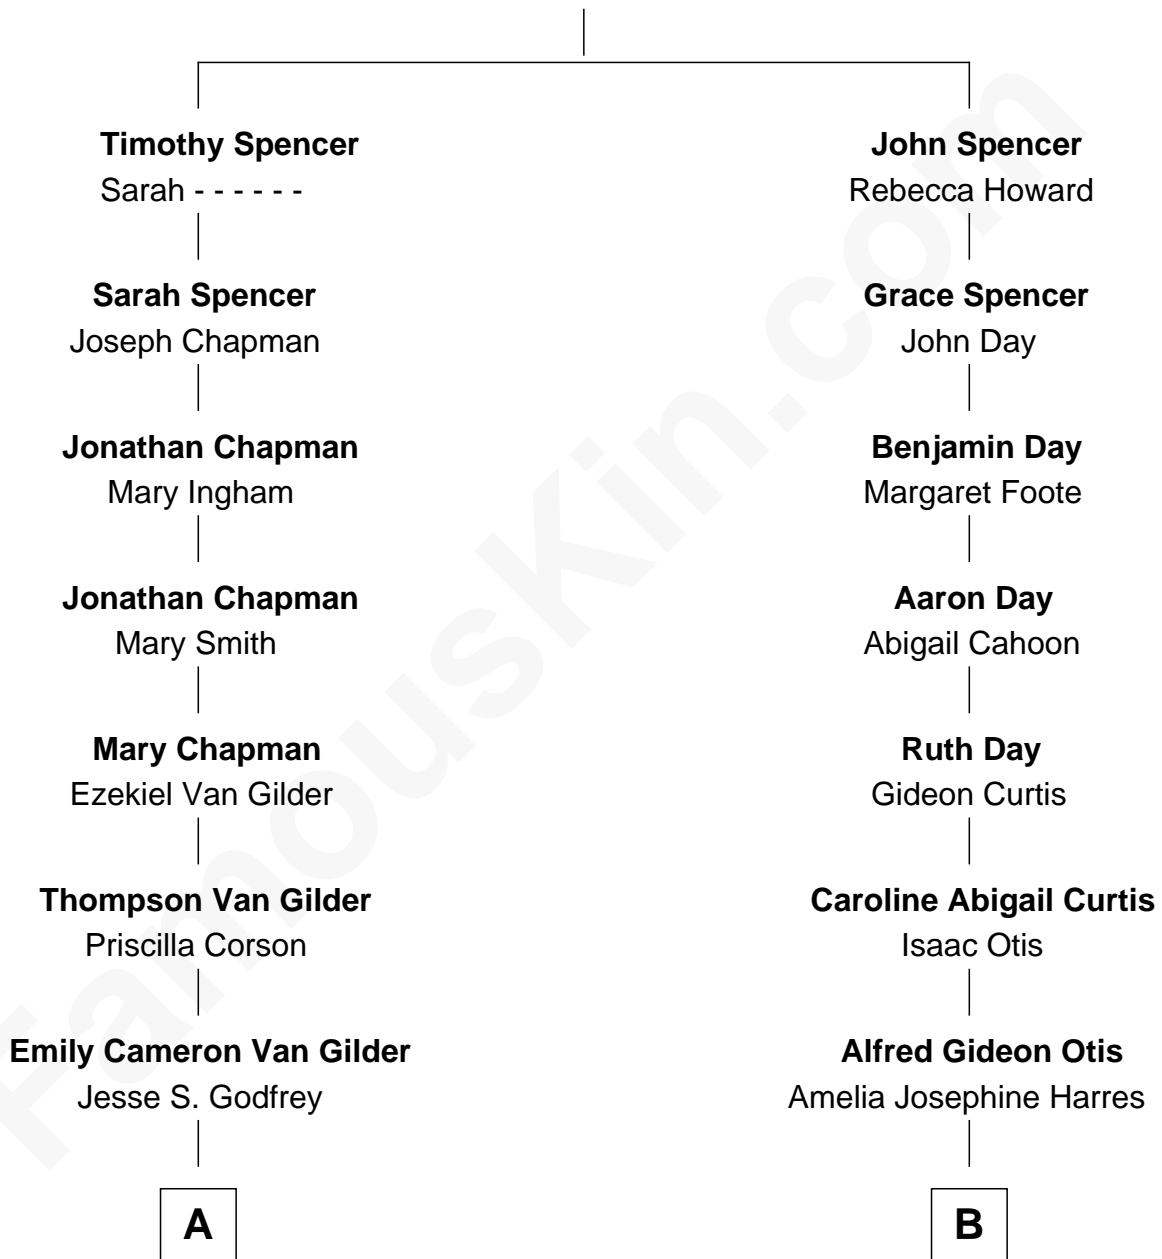 Timothy Spencer
Sarah - - - - - -
John Spencer
Rebecca Howard
Sarah Spencer
Joseph Chapman
Grace Spencer
John Day
Jonathan Chapman
Mary Ingham
Benjamin Day
Margaret Foote
Jonathan Chapman
Mary Smith
Aaron Day
Abigail Cahoon
Mary Chapman
Ezekiel Van Gilder
Ruth Day
Gideon Curtis
Thompson Van Gilder
Priscilla Corson
Caroline Abigail Curtis
Isaac Otis
Emily Cameron Van Gilder
Jesse S. Godfrey
Alfred Gideon Otis
Amelia Josephine Harres
A
B
FamousKin.com